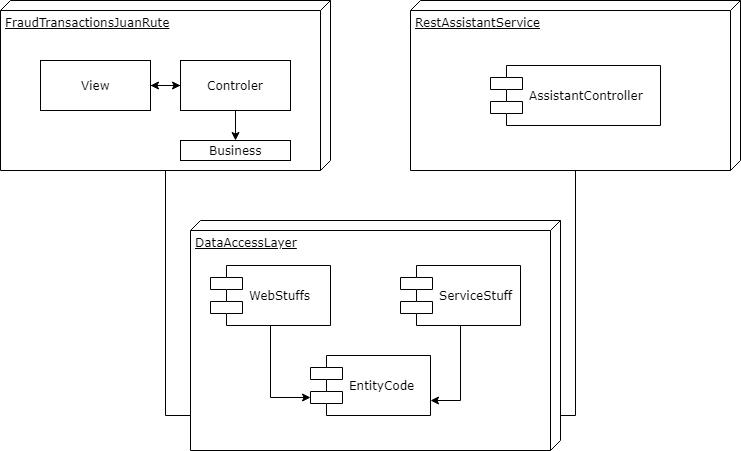 FraudTransactionsJuanRute
RestAssistantService
View
Controler
AssistantController
Business
DataAccessLayer
WebStuffs
ServiceStuff
EntityCode